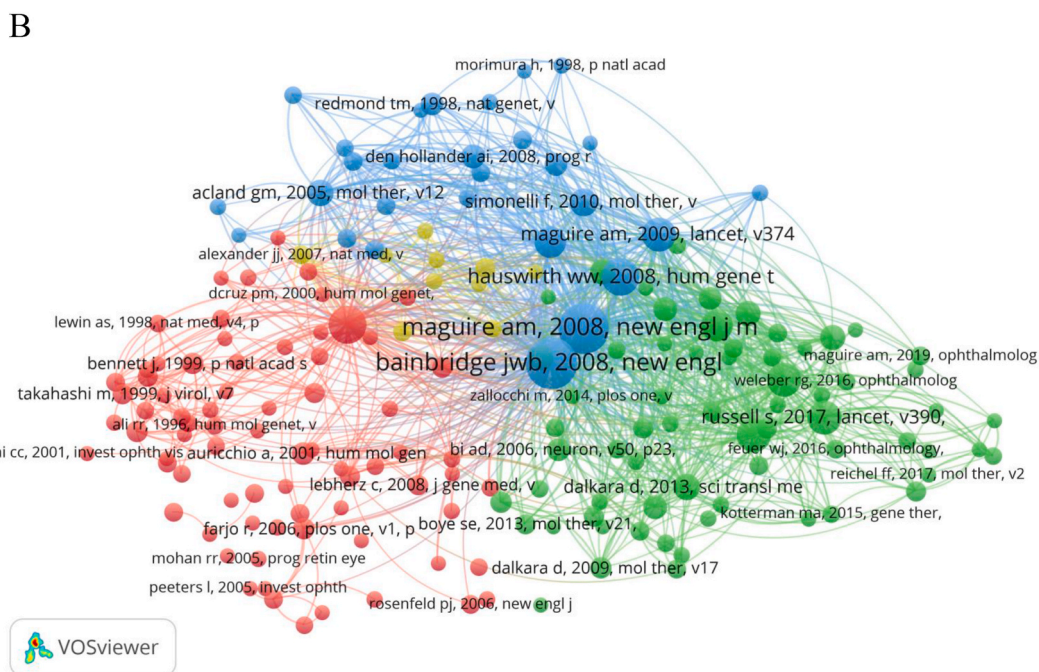 B
morimura h, 1998, p natl acad
redmond tm, 1998, nat genet, v
den hollander ai, 2008, prog r
acland gm, 2005, mol ther, v12
simonelli f, 2010, mol ther, v
maguire am, 2009, lancet, v374
alexander jj, 2007, nat med, v
hauswirth ww, 2008, hum gene t
dcruz pm, 2000, hum mol genet,
lewin as, 1998, nat med, v4, p
maguire am, 2008, new engl j m
maguire am, 2019, ophthalmolog
bennett j, 1999, p natl acad s
bainbridge jwb, 2008, new engl
weleber rg, 2016, ophthalmolog
takahashi m, 1999, j virol, v7
zallocchi m, 2014, plos one, v
russell s, 2017, lancet, v390,
ali rr, 1996, hum mol genet, v
ai cc, 2001, invest ophth vis
auricchio a, 2001, hum mol gen
bi ad, 2006, neuron, v50, p23,
feuer wj, 2016, ophthalmology,
reichel ff, 2017, mol ther, v2
lebherz c, 2008, j gene med, v
dalkara d, 2013, sci transl me
kotterman ma, 2015, gene ther,
farjo r, 2006, plos one, v1, p
boye se, 2013, mol ther, v21,
mohan rr, 2005, prog retin eye
dalkara d, 2009, mol ther, v17
peeters l, 2005, invest ophth
rosenfeld pj, 2006, new engl j
VOSviewer